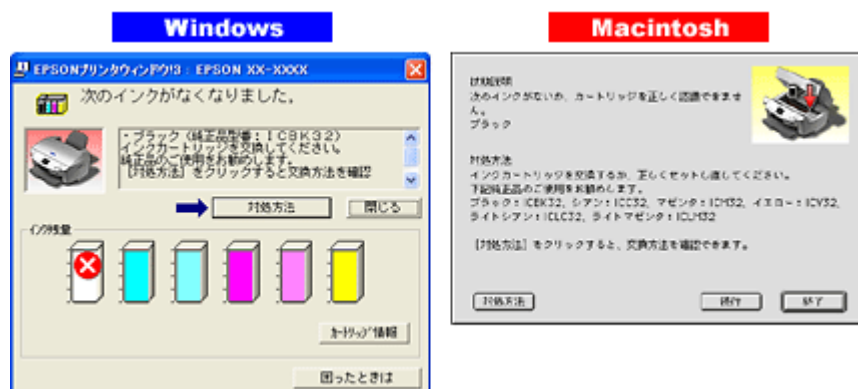 Windows
EPSONプリンタウィンドウ!3 : EPSON XX-XXXX
次のインクがなくなりました。
・ブラック(純正品型番：ICBK32)
インクカートリッジを交換してください。
純正品のご使用をお勧めします。
[対処方法] をクリックすると交換方法を確認
対処方法
閉じる
インク残量
カートリッジ情報
困ったときは
Macintosh
次のインクがないか、カートリッジを正しく認識できませ
ん。
ブラック
対処方法
インクカートリッジを交換するか、正しくセットし直してください。
下記純正品のご使用をお勧めします。
ブラック：ICBK32, シアン：ICC32, マゼンタ：ICM32, イエロー：ICY32,
ライトシアン：ICLC32, ライトマゼンタ：ICLM32
[対処方法] をクリックすると、交換方法を確認できます。
対処方法
続行
終了